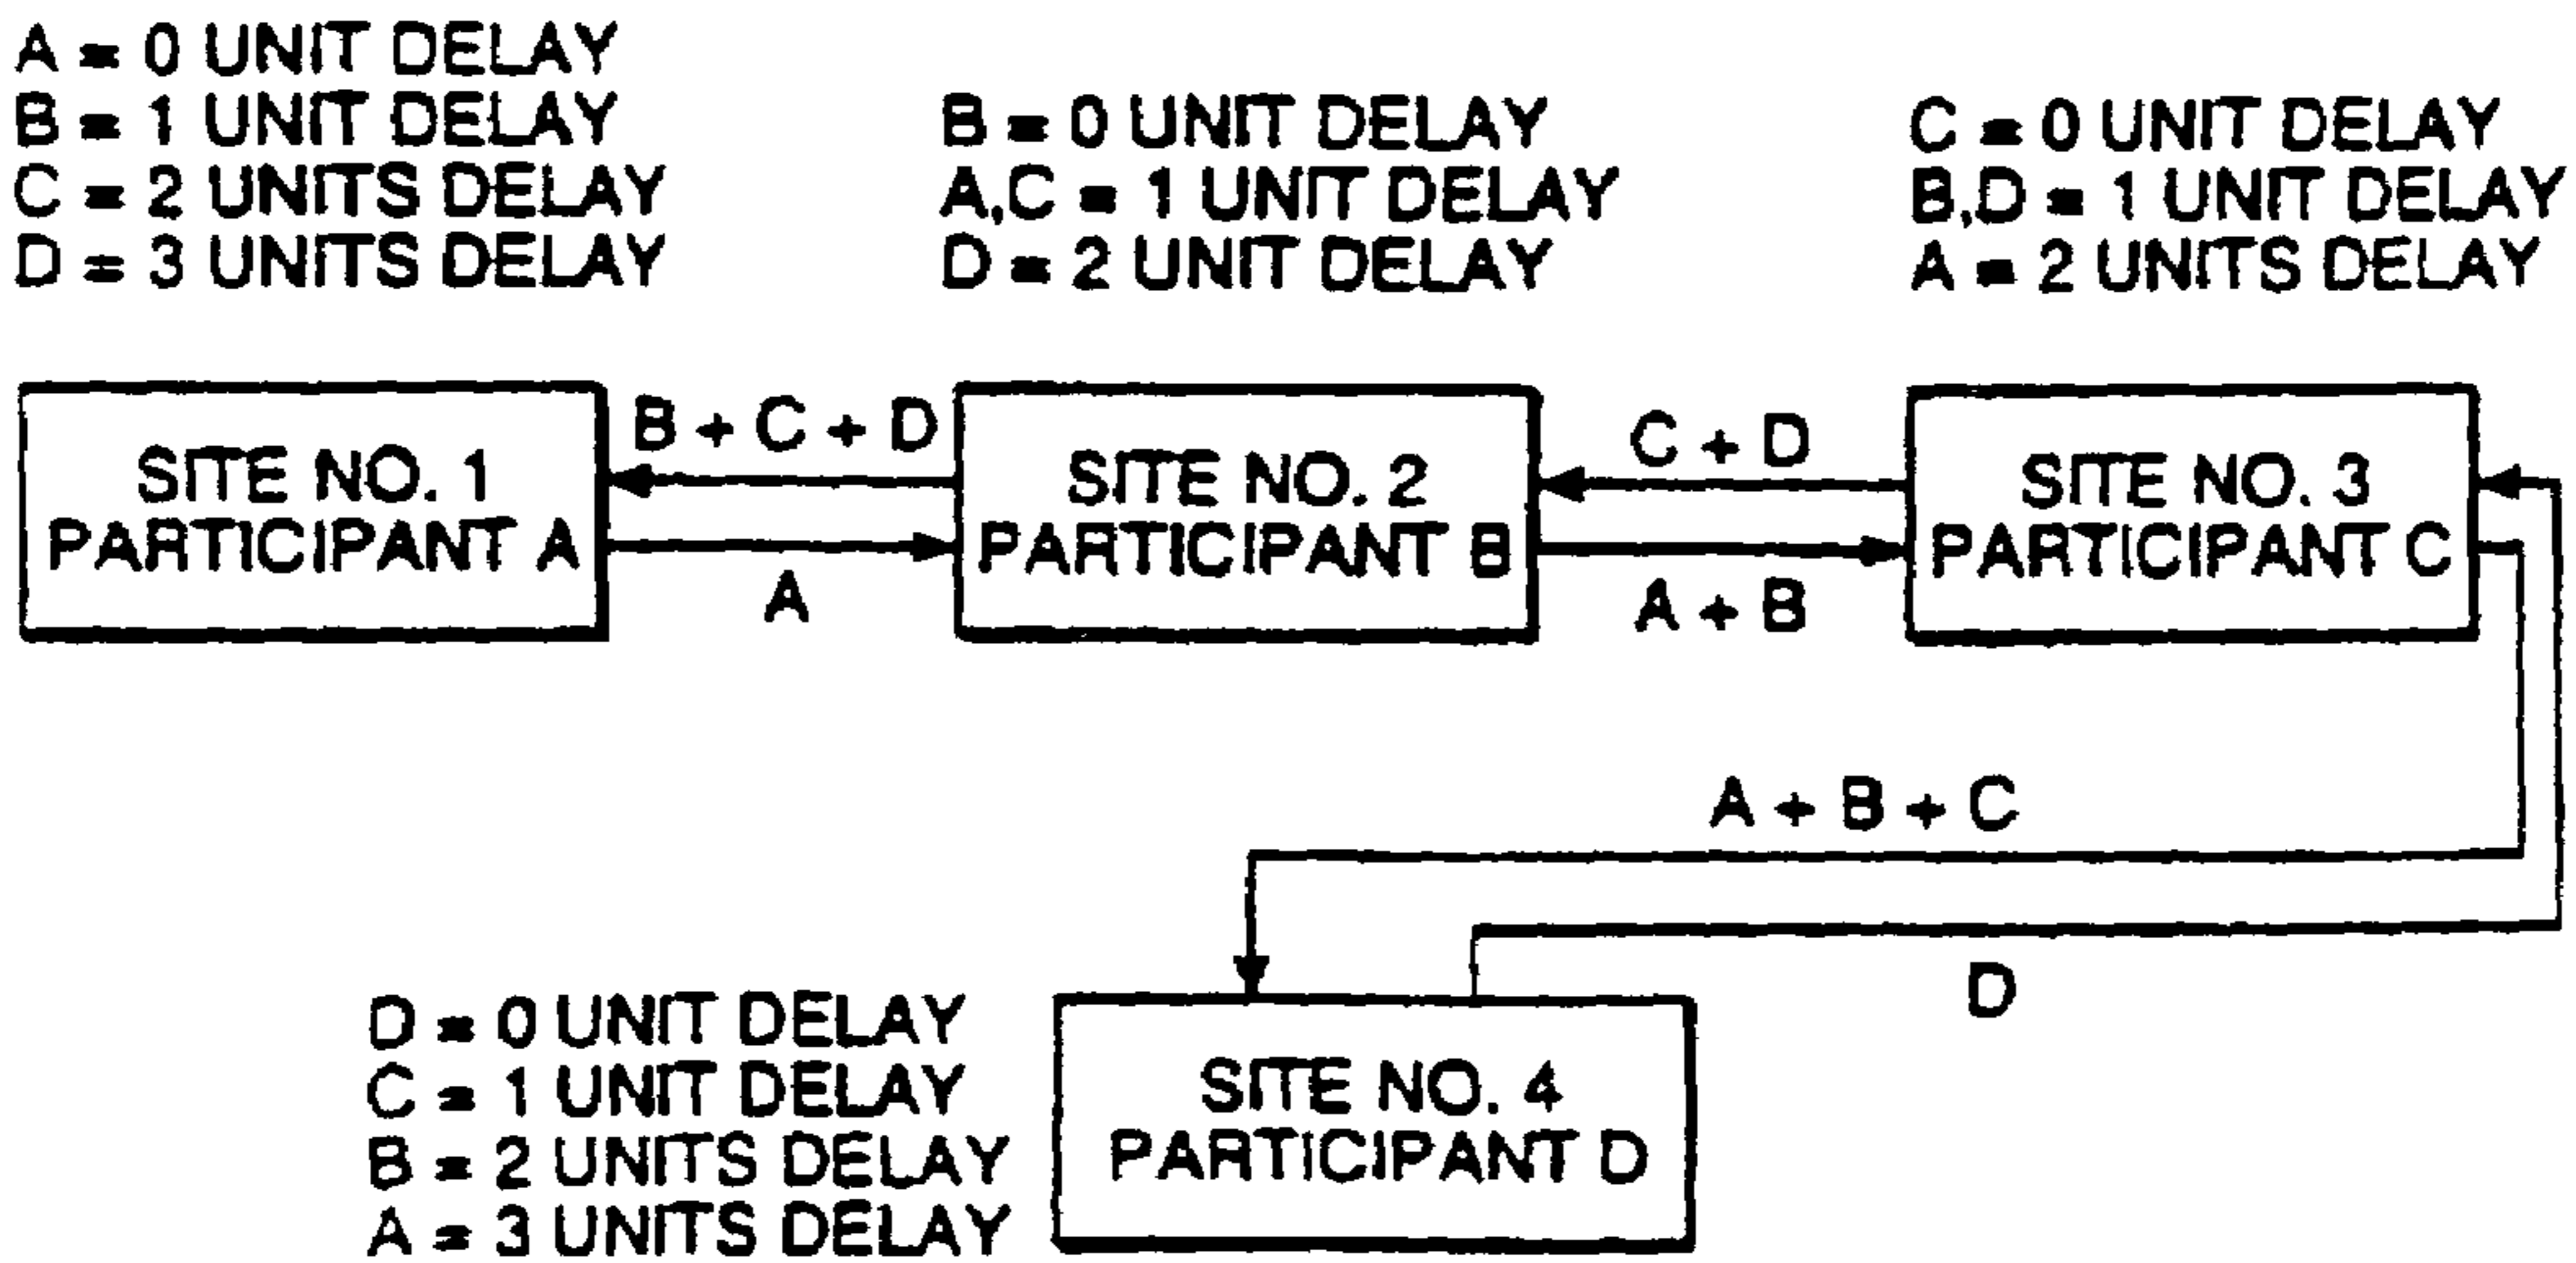 A = 0 UNIT DELAY
B = 1 UNIT DELAY
C = 2 UNITS DELAY
D = 3 UNITS DELAY
B = 0 UNIT DELAY
A,C = 1 UNIT DELAY
D = 2 UNIT DELAY
C = 0 UNIT DELAY
B,D = 1 UNIT DELAY
A = 2 UNITS DELAY
SITE NO. 1
PARTICIPANT A
B + C + D
A
SITE NO. 2
PARTICIPANT B
C + D
A + B
SITE NO. 3
PARTICIPANT C
A + B + C
D
D = 0 UNIT DELAY
C = 1 UNIT DELAY
B = 2 UNITS DELAY
A = 3 UNITS DELAY
SITE NO. 4
PARTICIPANT D